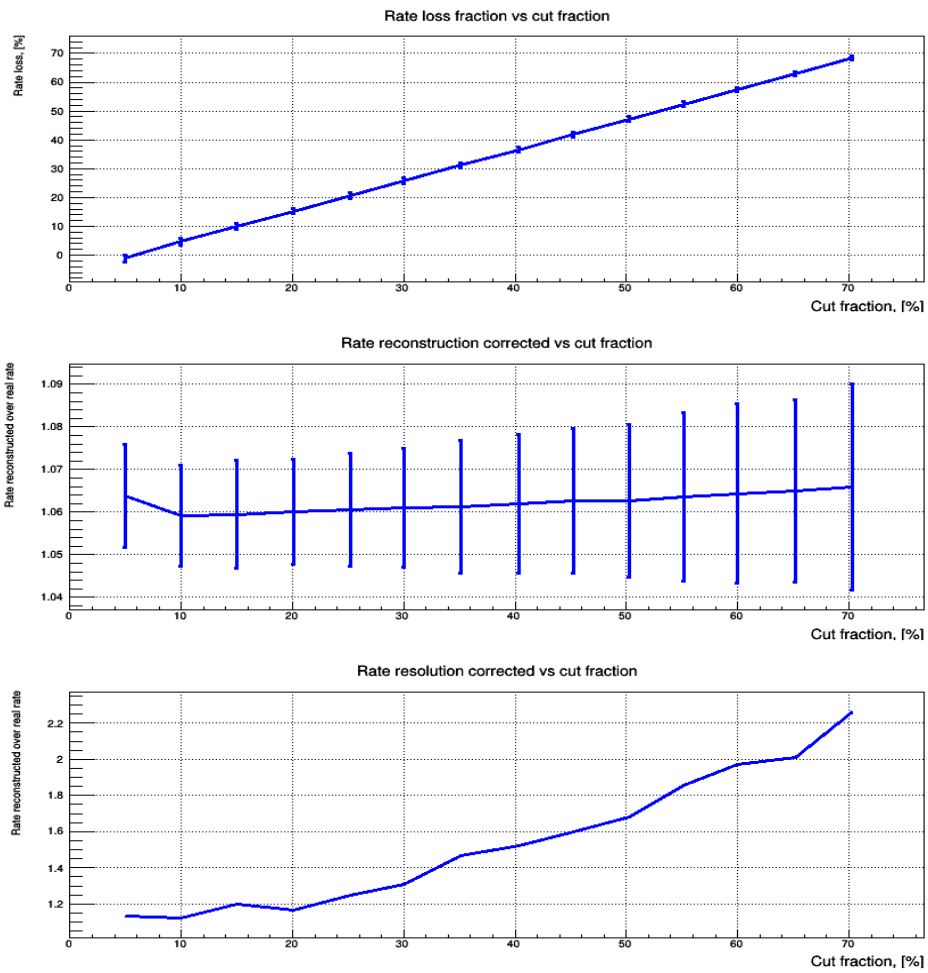 Rate loss fraction vs cut fraction
Rate loss, [%]
70
60
50
40
30
20
10
0
0 10 20 30 40 50 60 70
Cut fraction, [%]
Rate reconstruction corrected vs cut fraction
Rate reconstructed over real rate
1.09
1.08
1.07
1.06
1.05
1.04
0 10 20 30 40 50 60 70
Cut fraction, [%]
Rate resolution corrected vs cut fraction
Rate reconstructed over real rate
2.2
2
1.8
1.6
1.4
1.2
0 10 20 30 40 50 60 70
Cut fraction, [%]